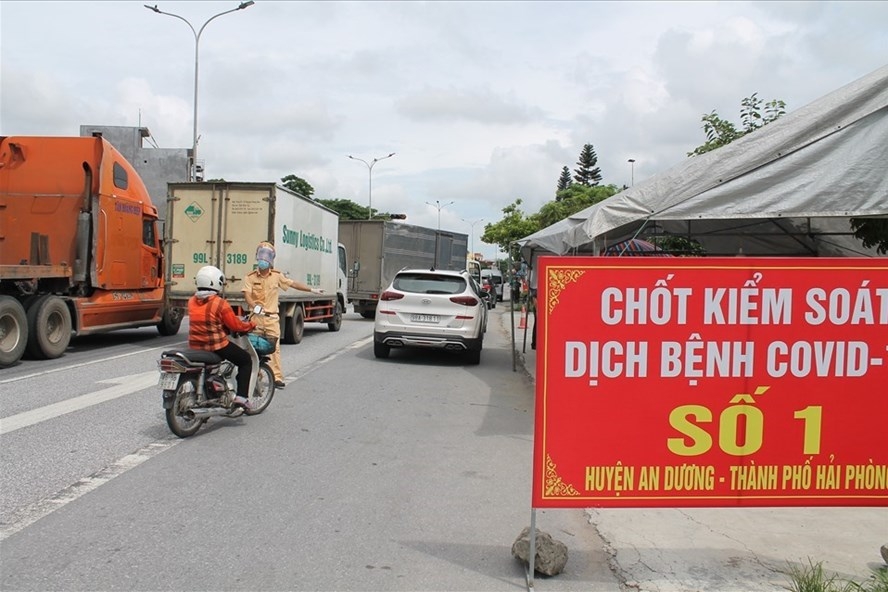 CHỐT KIỂM SOÁT
DỊCH BỆNH COVID-
SỐ 1
HUYỆN AN DƯƠNG - THÀNH PHỐ HẢI PHÒNG
Sunny Logistics Co.,Ltd.
99L 3189